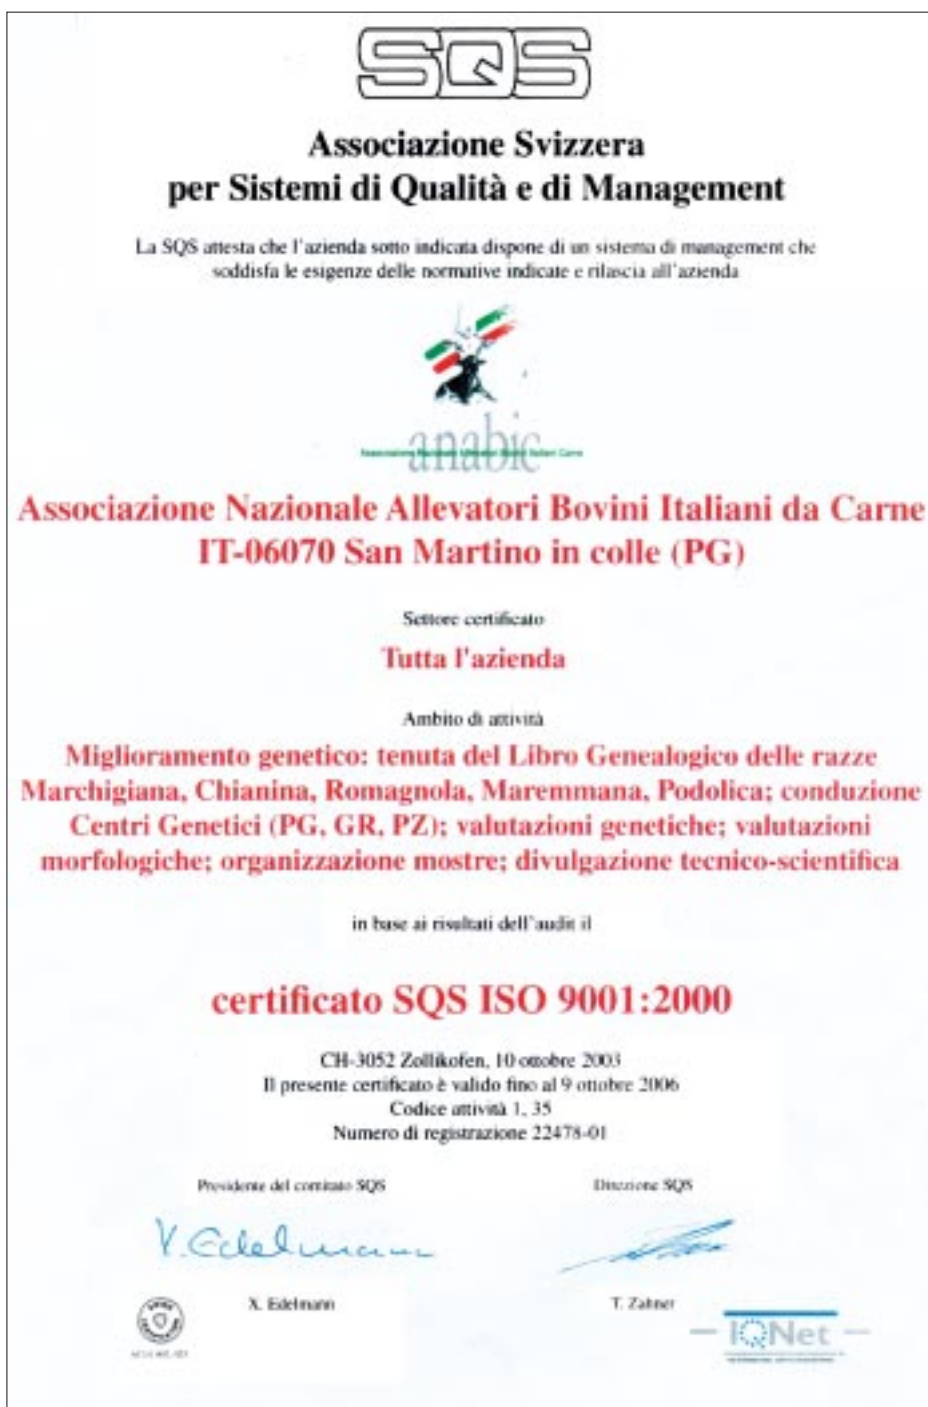 SQS
Associazione Svizzera
per Sistemi di Qualità e di Management
La SQS attesta che l'azienda sotto indicata dispone di un sistema di management che
soddisfa le esigenze delle normative indicate e rilascia all'azienda
anabic
Associazione Nazionale Allevatori Bovini Italiani da Carne
IT-06070 San Martino in colle (PG)
Settore certificato
Tutta l'azienda
Ambito di attività
Miglioramento genetico: tenuta del Libro Genealogico delle razze
Marchigiana, Chianina, Romagnola, Maremmana, Podolica; conduzione
Centri Genetici (PG, GR, PZ); valutazioni genetiche; valutazioni
morfologiche; organizzazione mostre; divulgazione tecnico-scientifica
in base ai risultati dell'audit il
certificato SQS ISO 9001:2000
CH-3052 Zollikofen, 10 ottobre 2003
Il presente certificato è valido fino al 9 ottobre 2006
Codice attività 1, 35
Numero di registrazione 22478-01
Presidente del comitato SQS Direzione SQS
X. Edelmann
X. Edelmann T. Zahner
IQNet